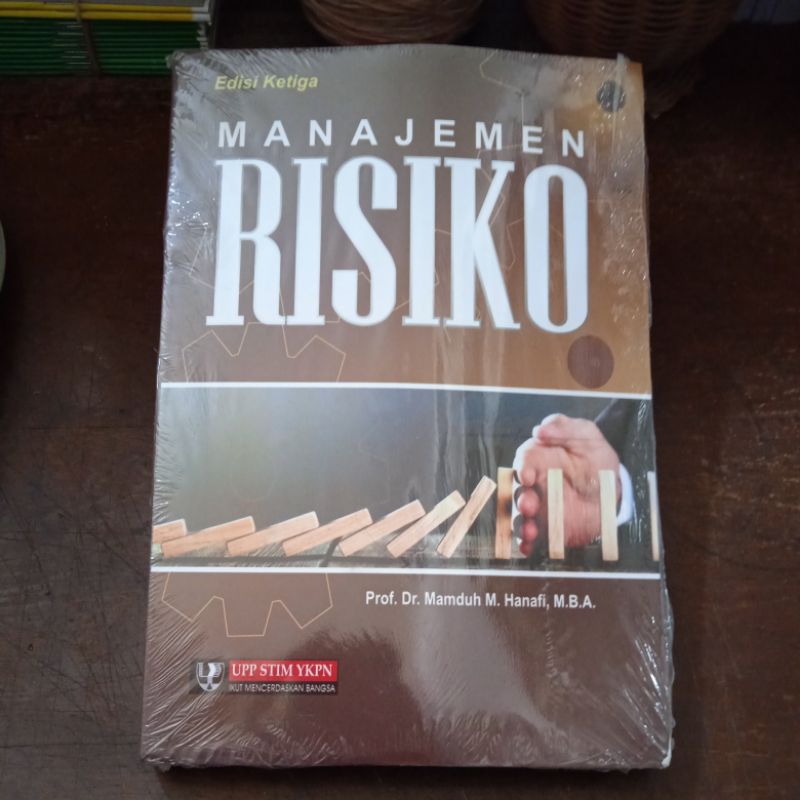 Edisi Ketiga
MANAJEMEN
RISIKO
Prof. Dr. Mamduh M. Hanafi, M.B.A.
UPP STIM YKPN
IKUT MENCERDASKAN BANGSA